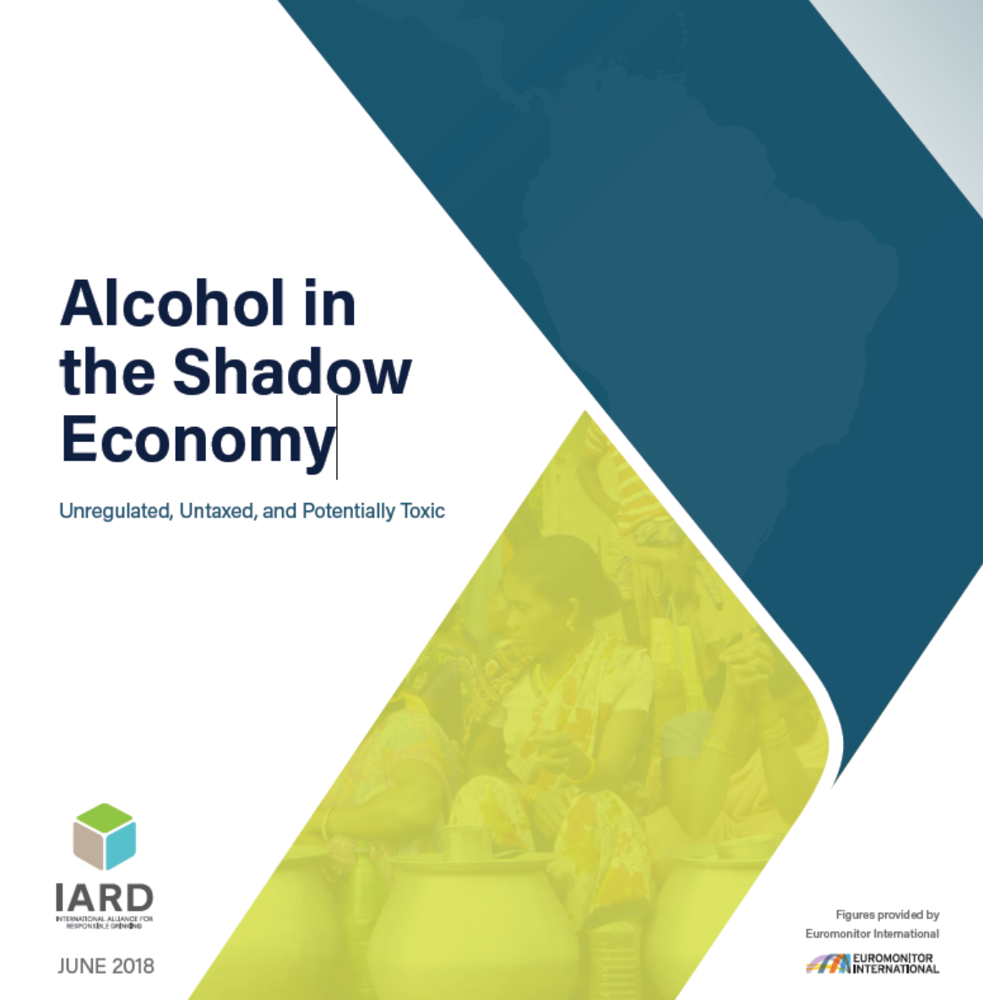 Alcohol in
the Shadow
Economy
Unregulated, Untaxed, and Potentially Toxic
IARD
INTERNATIONAL ALLIANCE FOR
RESPONSIBLE DRINKING
JUNE 2018
Figures provided by
Euromonitor International
EUROMONITOR
INTERNATIONAL